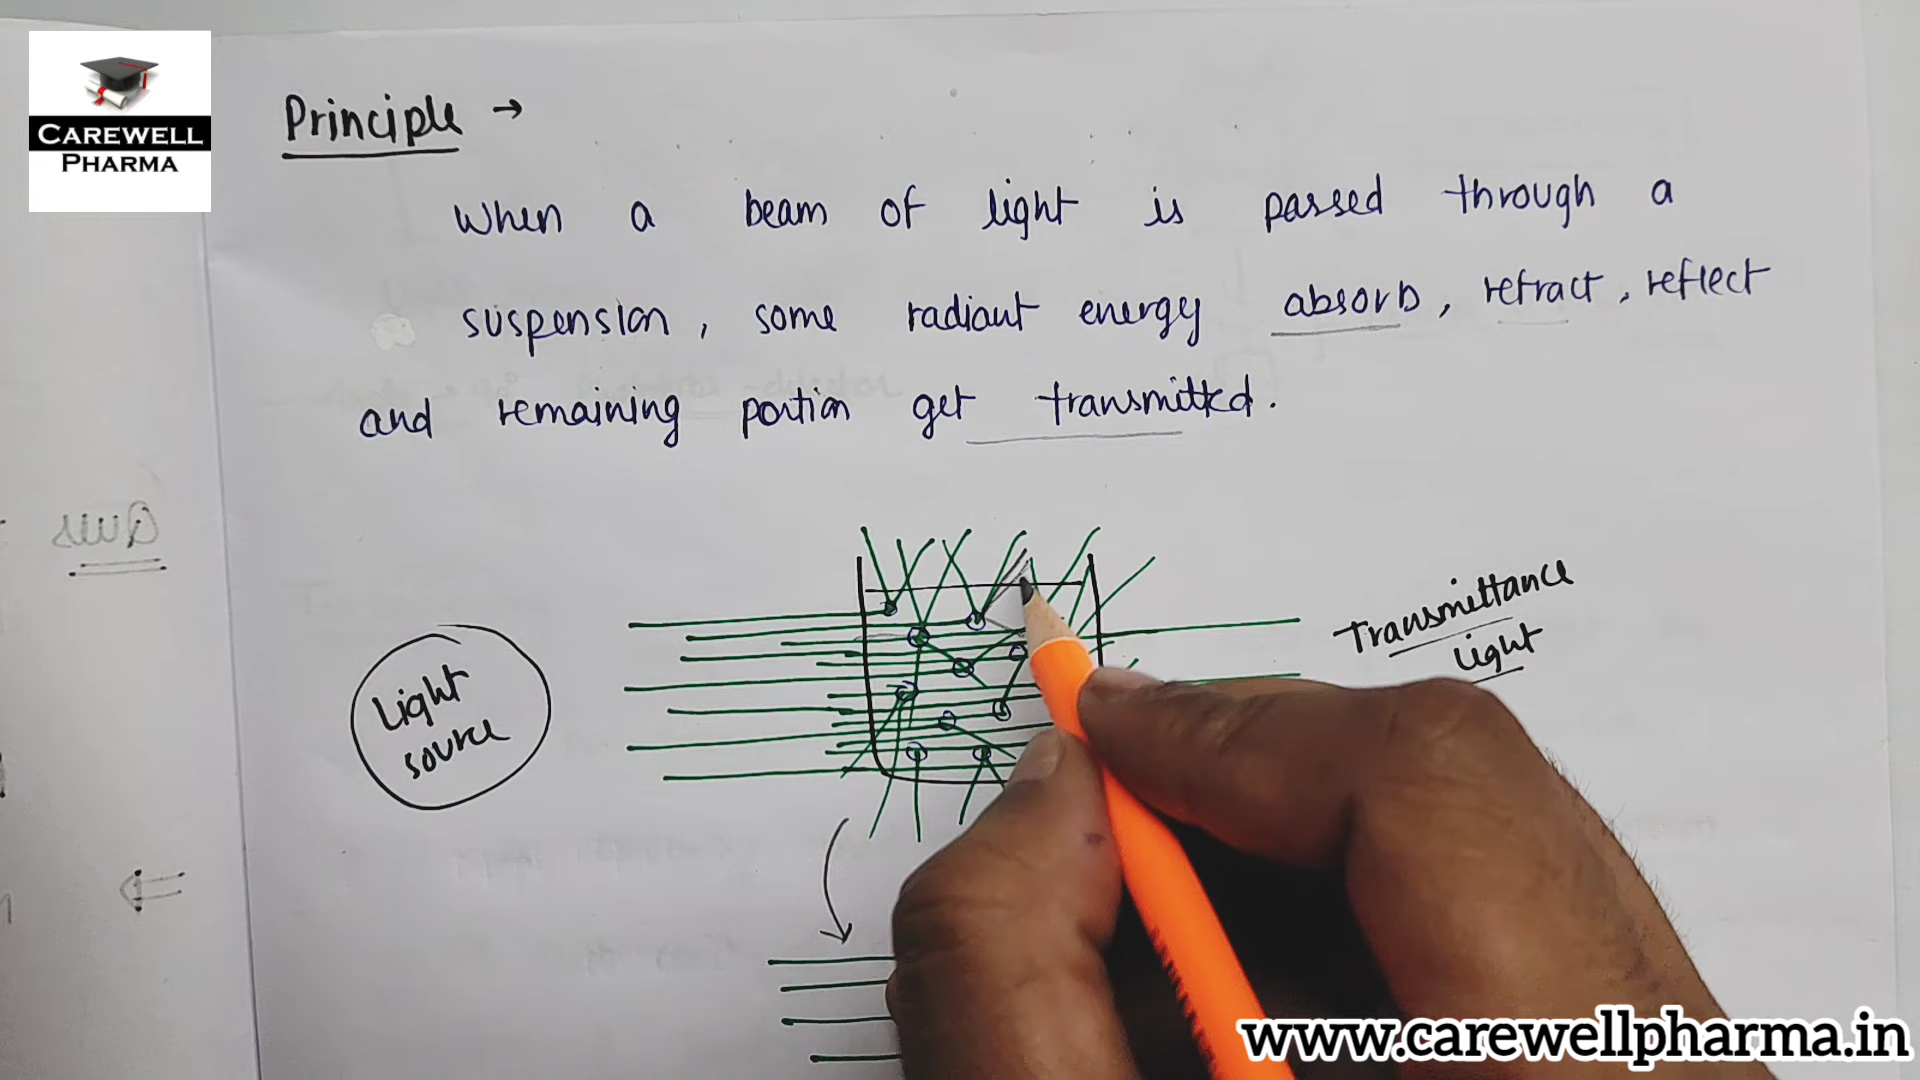 CAREWELL
PHARMA
Principle →
When a beam of light is passed through a
suspension, some radiant energy absorb, refract, reflect
and remaining portion get transmitted.
Light
source
Transmittance
light
www.carewellpharma.in